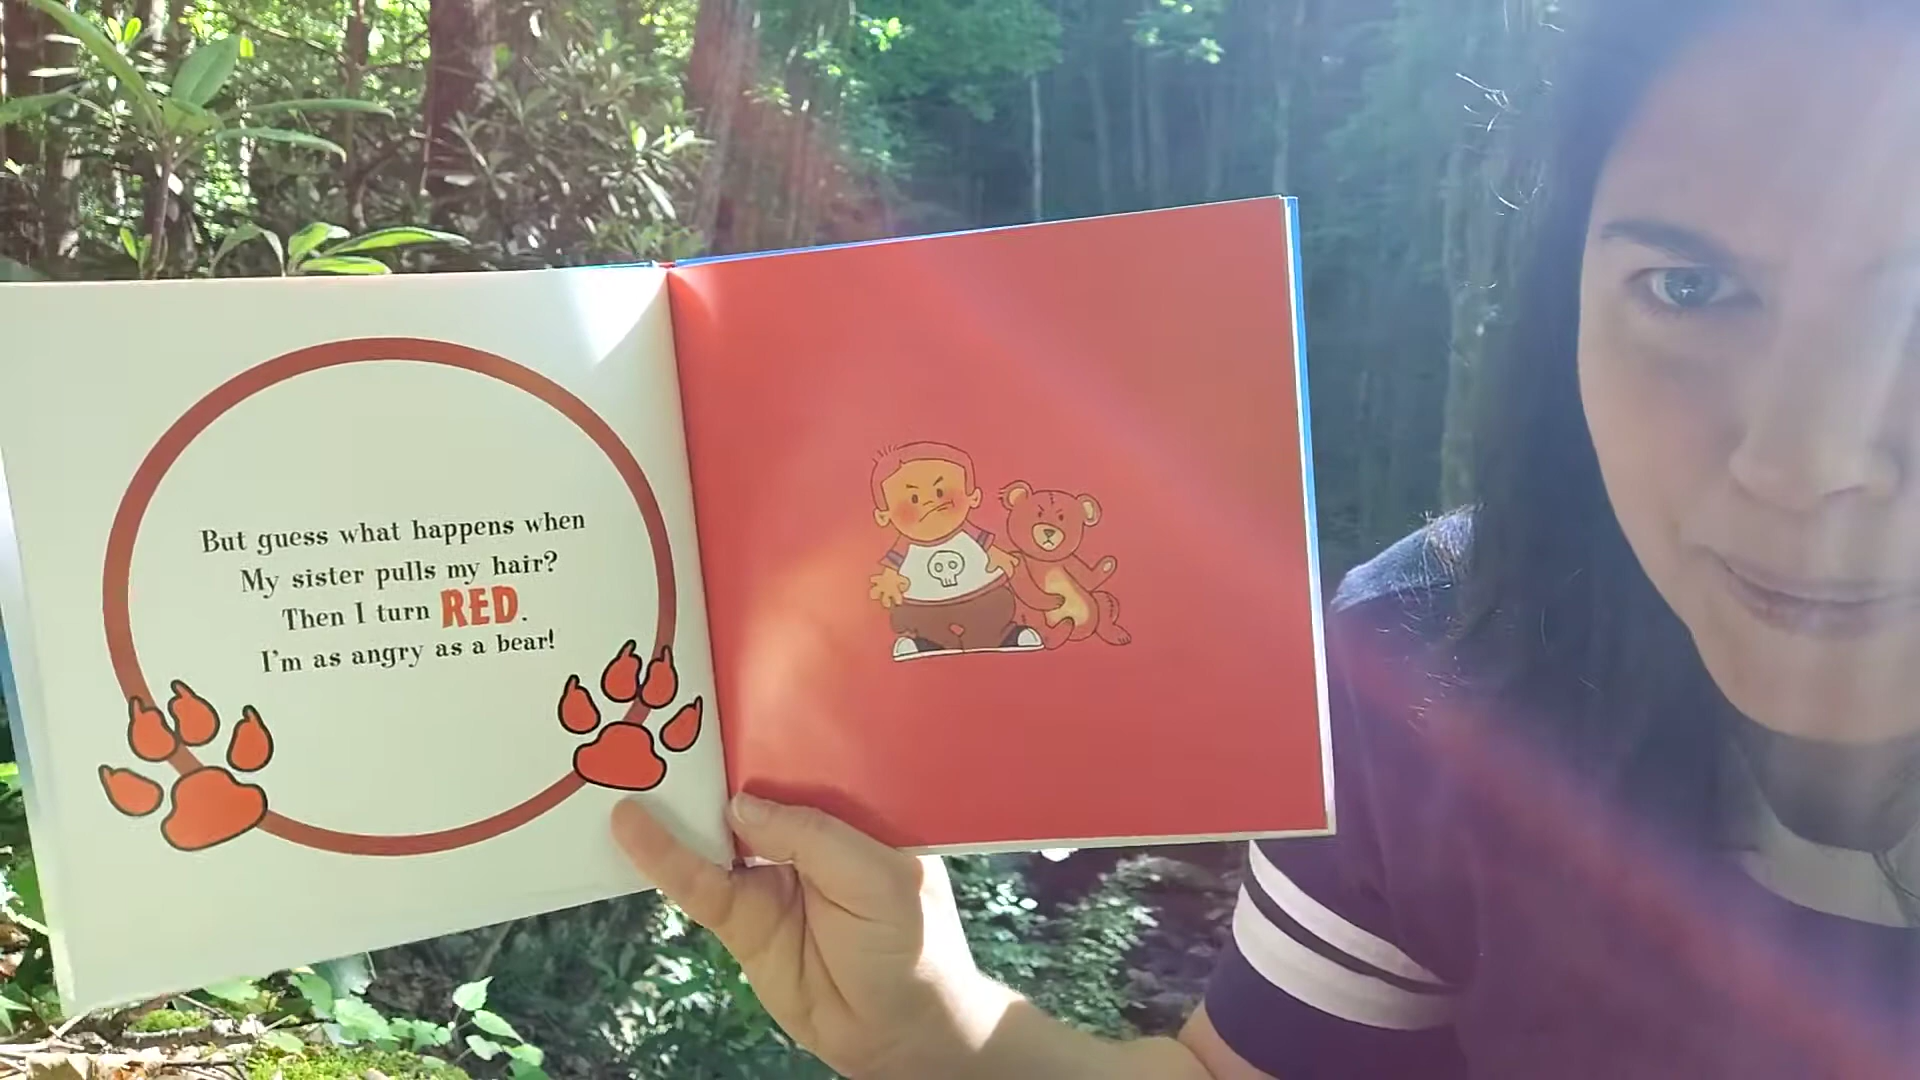 But guess what happens when
My sister pulls my hair?
Then I turn RED.
I'm as angry as a bear!